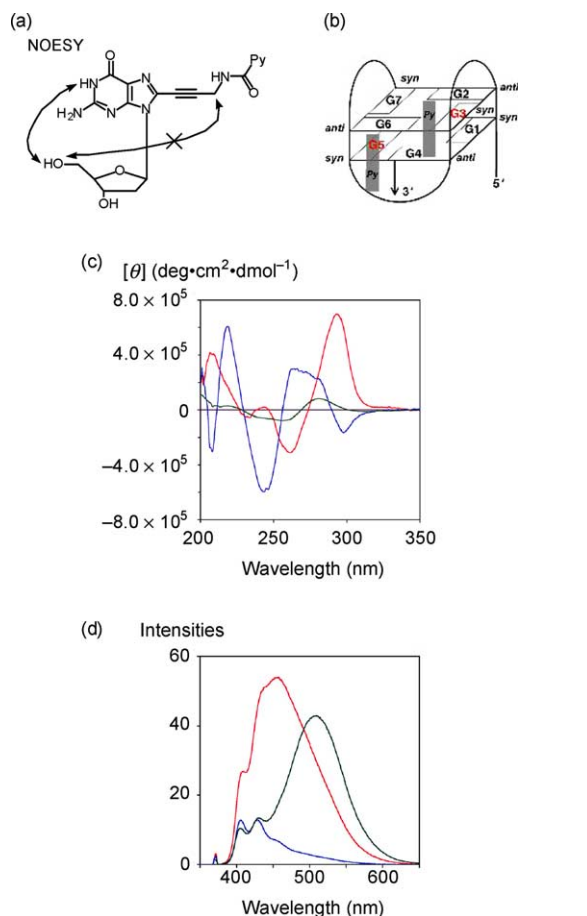 (a)
NOESY
O
Py
HN
O
HN
N
H₂N
N
N
HO
O
OH
(b)
syn
G2
anti
G7
G3
syn
Py
G6
G1
syn
anti
G5
syn
Py
G4
anti
3′
5′
(c)
[θ] (deg•cm²•dmol⁻¹)
8.0 × 10⁵
4.0 × 10⁵
0
−4.0 × 10⁵
−8.0 × 10⁵
200 250 300 350
Wavelength (nm)
(d) Intensities
60
40
20
0
400 500 600
Wavelength (nm)